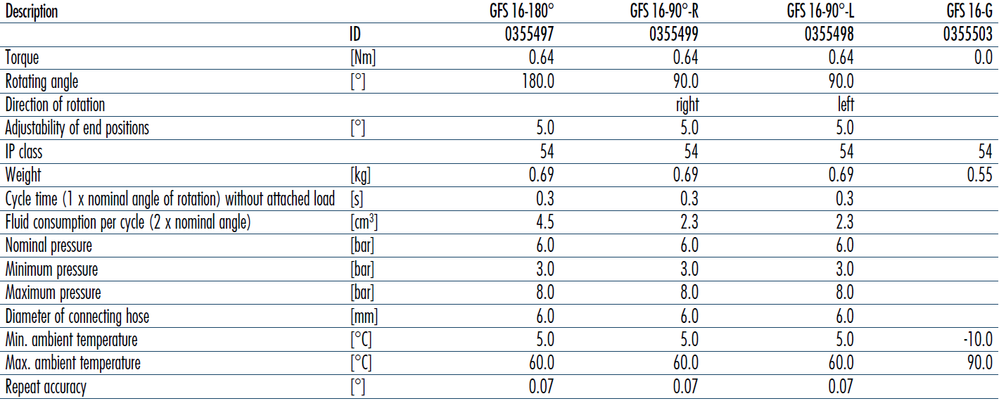 Description GFS 16-180° GFS 16-90°-R GFS 16-90°-L GFS 16-G
ID 0355497 0355499 0355498 0355503
Torque [Nm] 0.64 0.64 0.64 0.0
Rotating angle [°] 180.0 90.0 90.0
Direction of rotation right left
Adjustability of end positions [°] 5.0 5.0 5.0
IP class 54 54 54 54
Weight [kg] 0.69 0.69 0.69 0.55
Cycle time (1 x nominal angle of rotation) without attached load [s] 0.3 0.3 0.3
Fluid consumption per cycle (2 x nominal angle) [cm³] 4.5 2.3 2.3
Nominal pressure [bar] 6.0 6.0 6.0
Minimum pressure [bar] 3.0 3.0 3.0
Maximum pressure [bar] 8.0 8.0 8.0
Diameter of connecting hose [mm] 6.0 6.0 6.0
Min. ambient temperature [°C] 5.0 5.0 5.0 -10.0
Max. ambient temperature [°C] 60.0 60.0 60.0 90.0
Repeat accuracy [°] 0.07 0.07 0.07